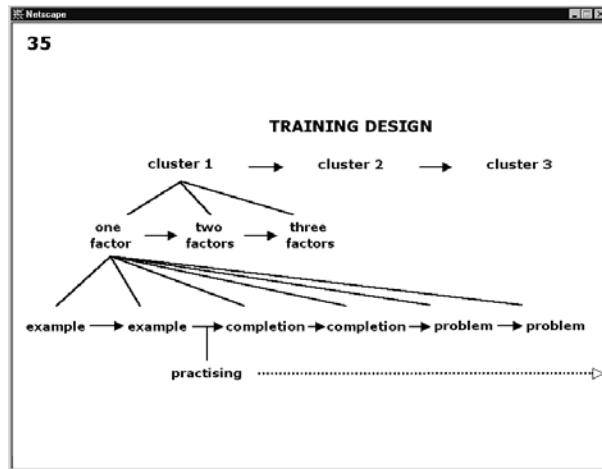 Netscape
35
TRAINING DESIGN
cluster 1 cluster 2 cluster 3
one two three
factor factors factors
example example completion completion problem problem
practising